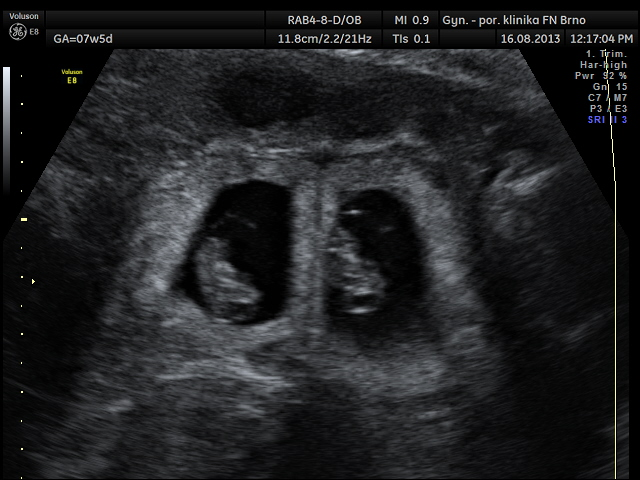 Voluson
E8
RAB4-8-D/OB
MI 0.9
Gyn. - por. klinika FN Brno
GA=07w5d
11.8cm/2.2/21Hz
TIs 0.1
16.08.2013
12:17:04 PM
Voluson
E8
1. Trim.
Har-high
Pwr 92 %
Gn 15
C7 / M7
P3 / E3
SRI II 3